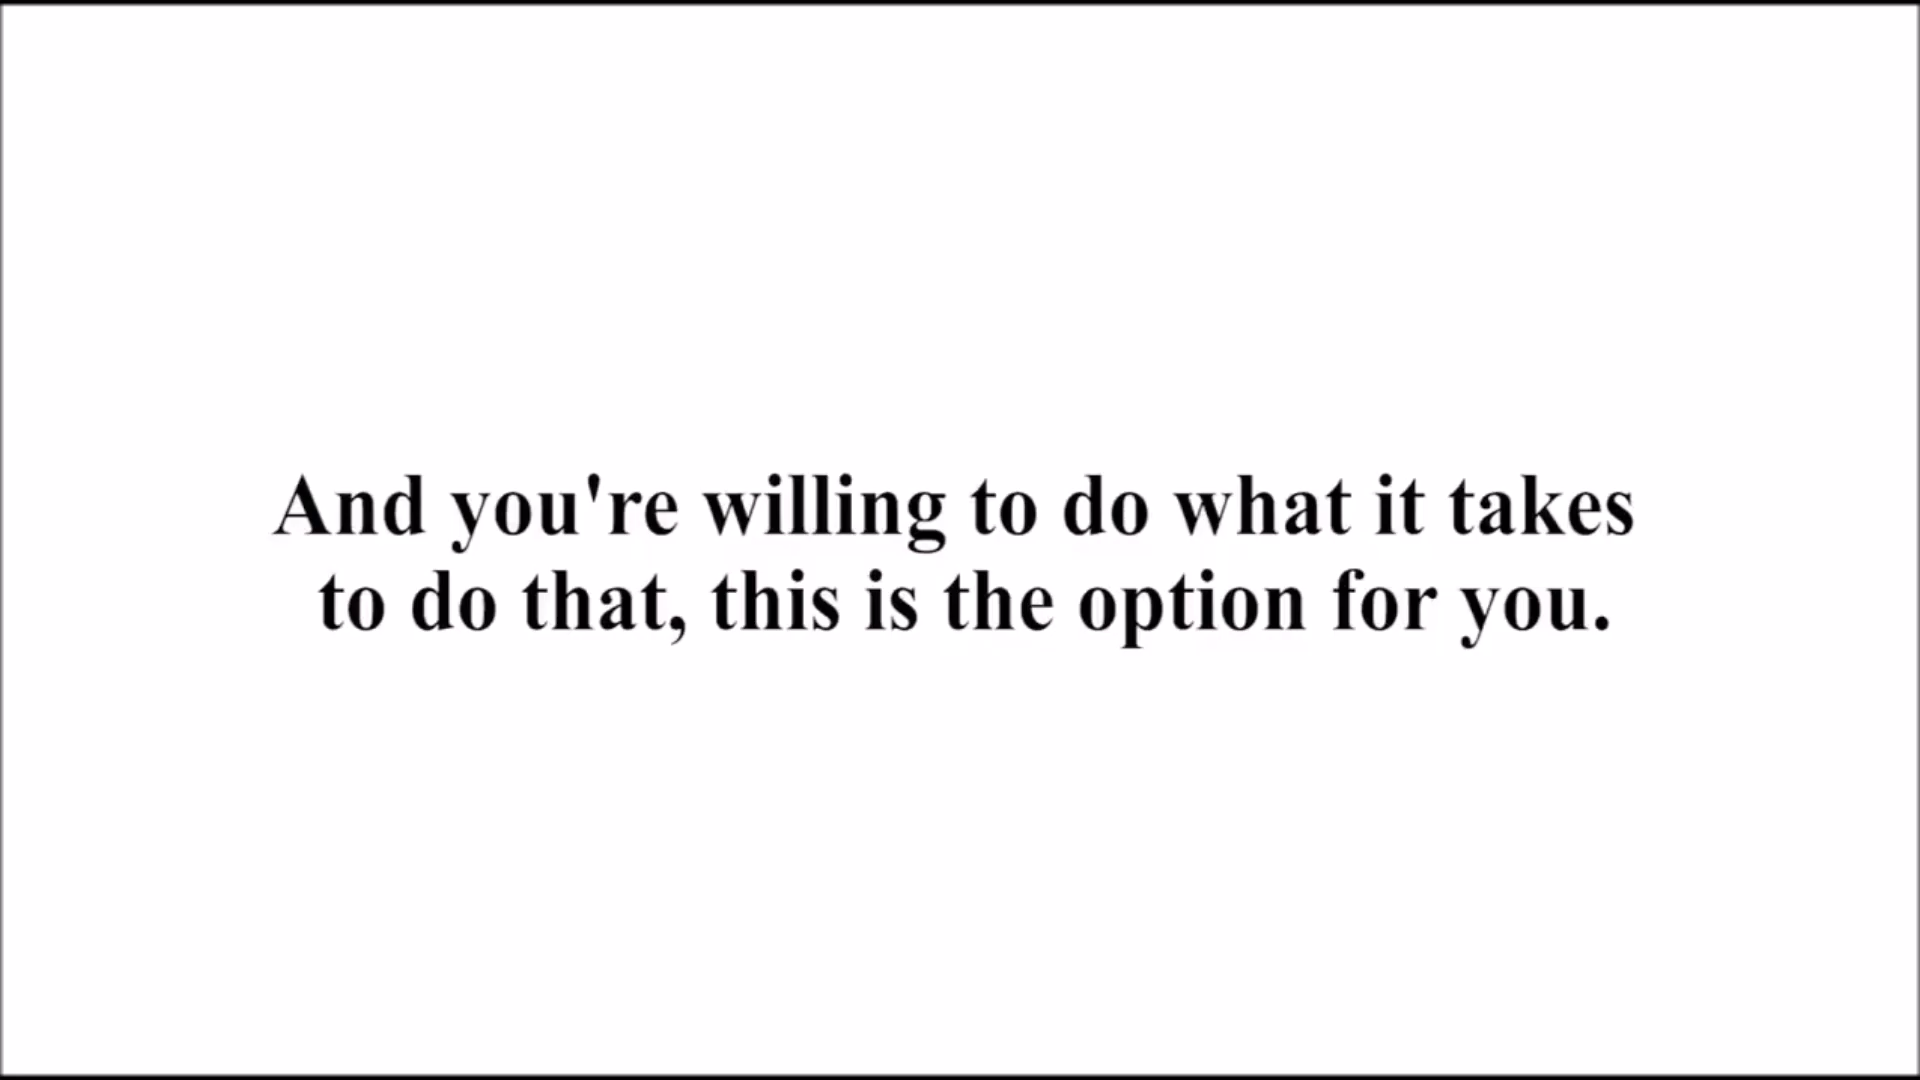 And you're willing to do what it takes
to do that, this is the option for you.